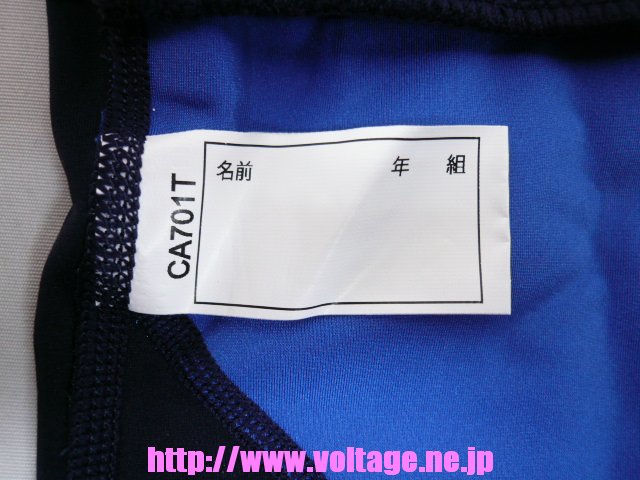 CA701T
名前 年 組
http://www.voltage.ne.jp